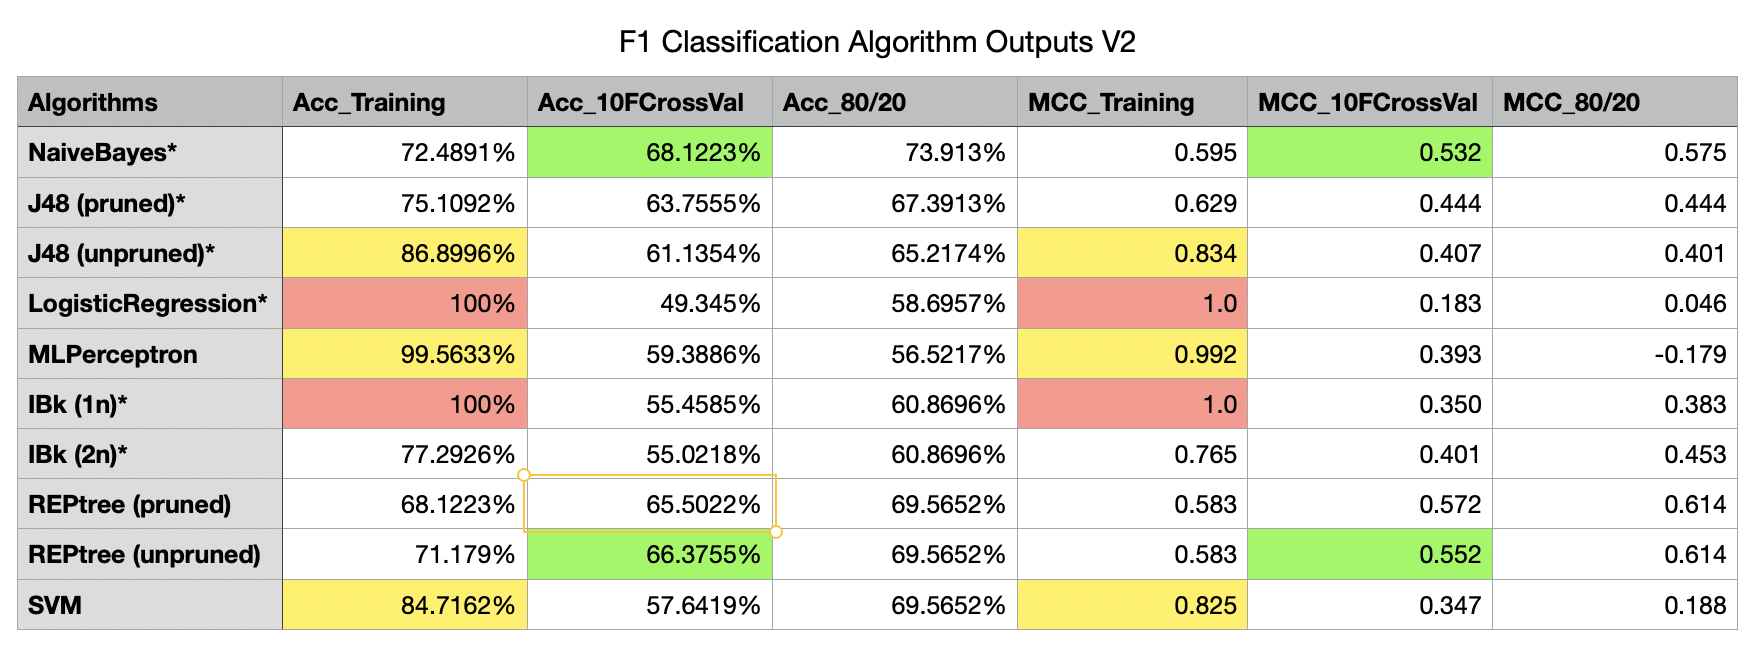 F1 Classification Algorithm Outputs V2
Algorithms Acc_Training Acc_10FCrossVal Acc_80/20 MCC_Training MCC_10FCrossVal MCC_80/20
NaiveBayes* 72.4891% 68.1223% 73.913% 0.595 0.532 0.575
J48 (pruned)* 75.1092% 63.7555% 67.3913% 0.629 0.444 0.444
J48 (unpruned)* 86.8996% 61.1354% 65.2174% 0.834 0.407 0.401
LogisticRegression* 100% 49.345% 58.6957% 1.0 0.183 0.046
MLPerceptron 99.5633% 59.3886% 56.5217% 0.992 0.393 -0.179
IBk (1n)* 100% 55.4585% 60.8696% 1.0 0.350 0.383
IBk (2n)* 77.2926% 55.0218% 60.8696% 0.765 0.401 0.453
REPtree (pruned) 68.1223% 65.5022% 69.5652% 0.583 0.572 0.614
REPtree (unpruned) 71.179% 66.3755% 69.5652% 0.583 0.552 0.614
SVM 84.7162% 57.6419% 69.5652% 0.825 0.347 0.188